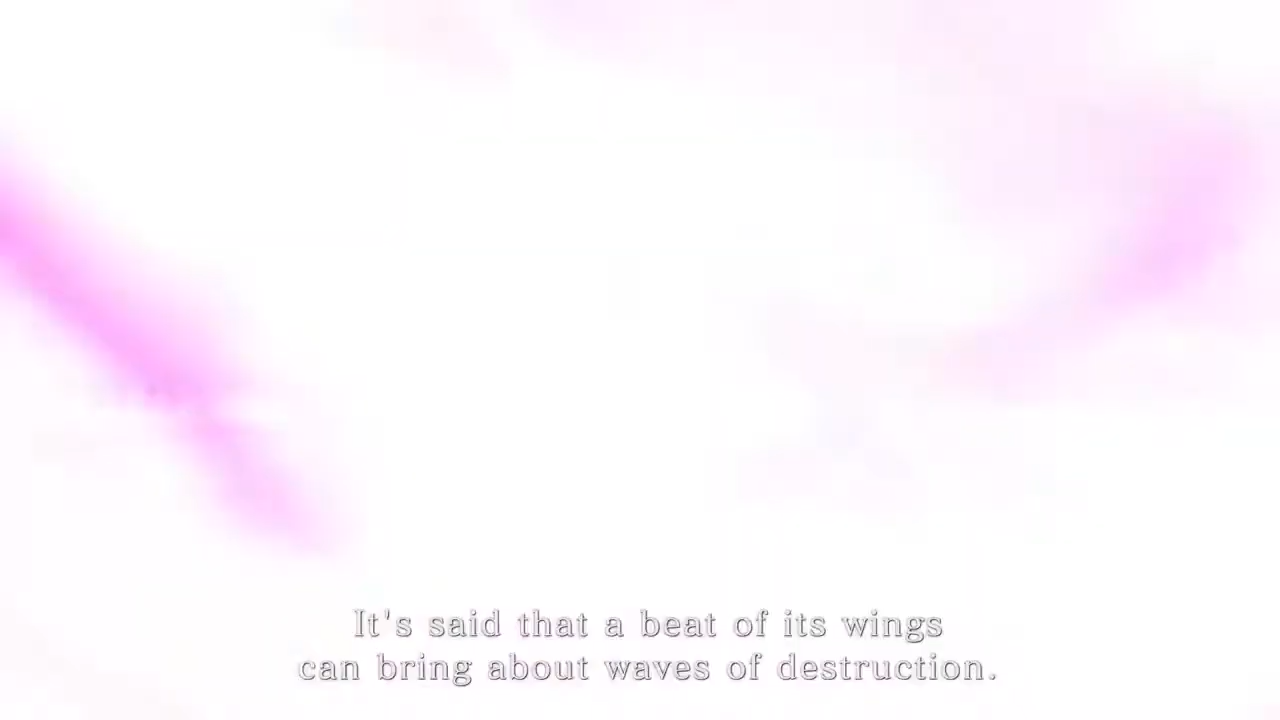 It's said that a beat of its wings
can bring about waves of destruction.